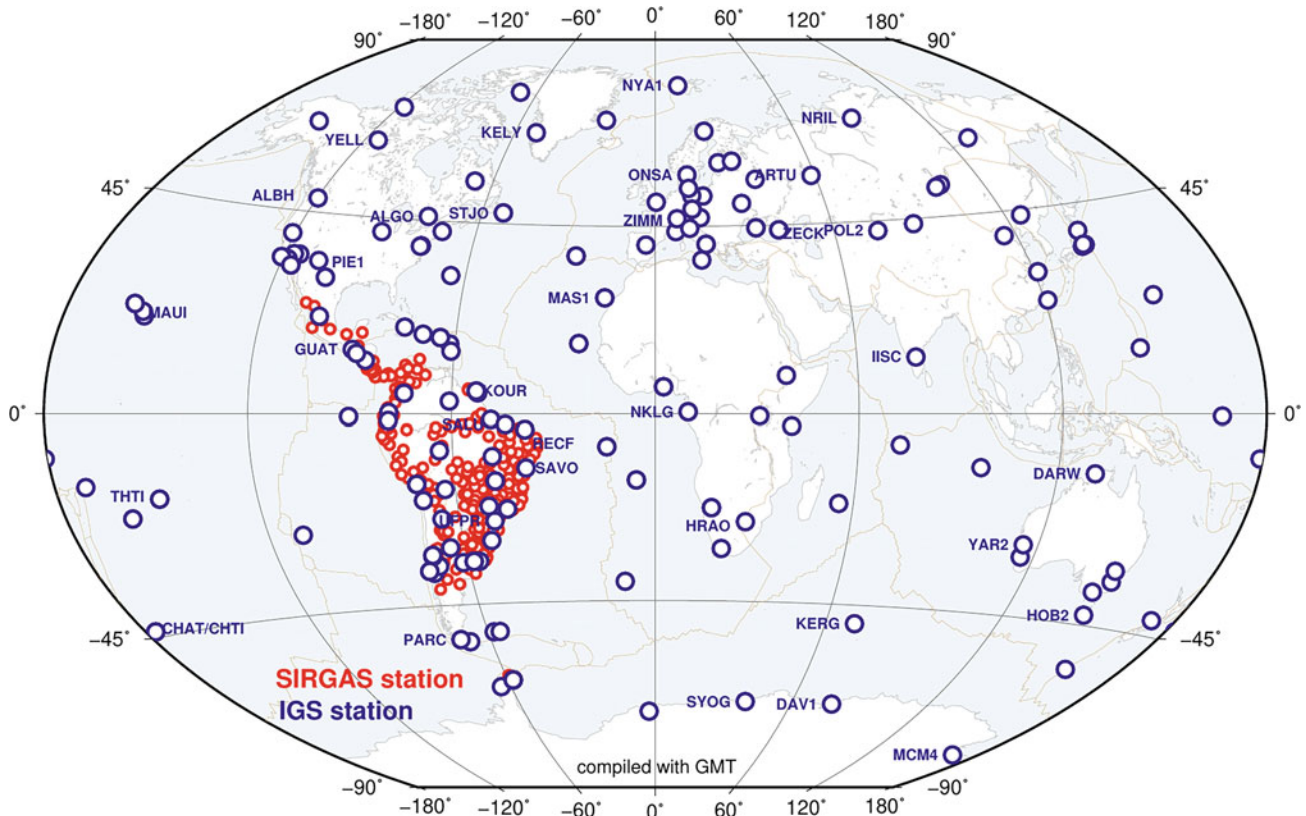 −180˚ −120˚ −60˚ 0˚ 60˚ 120˚ 180˚
90˚ 90˚
NYA1
NRIL
YELL
KELY
ONSA
ARTU
45˚ 45˚
ALBH
ALGO
STJO
ZIMM
ZECK
POL2
PIE1
MAS1
MAUI
GUAT
IISC
KOUR
NKLG
0˚ 0˚
SALU
RECF
SAVO
DARW
THTI
UFPR
HRAO
YAR2
HOB2
KERG
CHAT/CHTI
−45˚ −45˚
PARC
SIRGAS station
IGS station
SYOG
DAV1
MCM4
compiled with GMT
−90˚ −90˚
−180˚ −120˚ −60˚ 0˚ 60˚ 120˚ 180˚